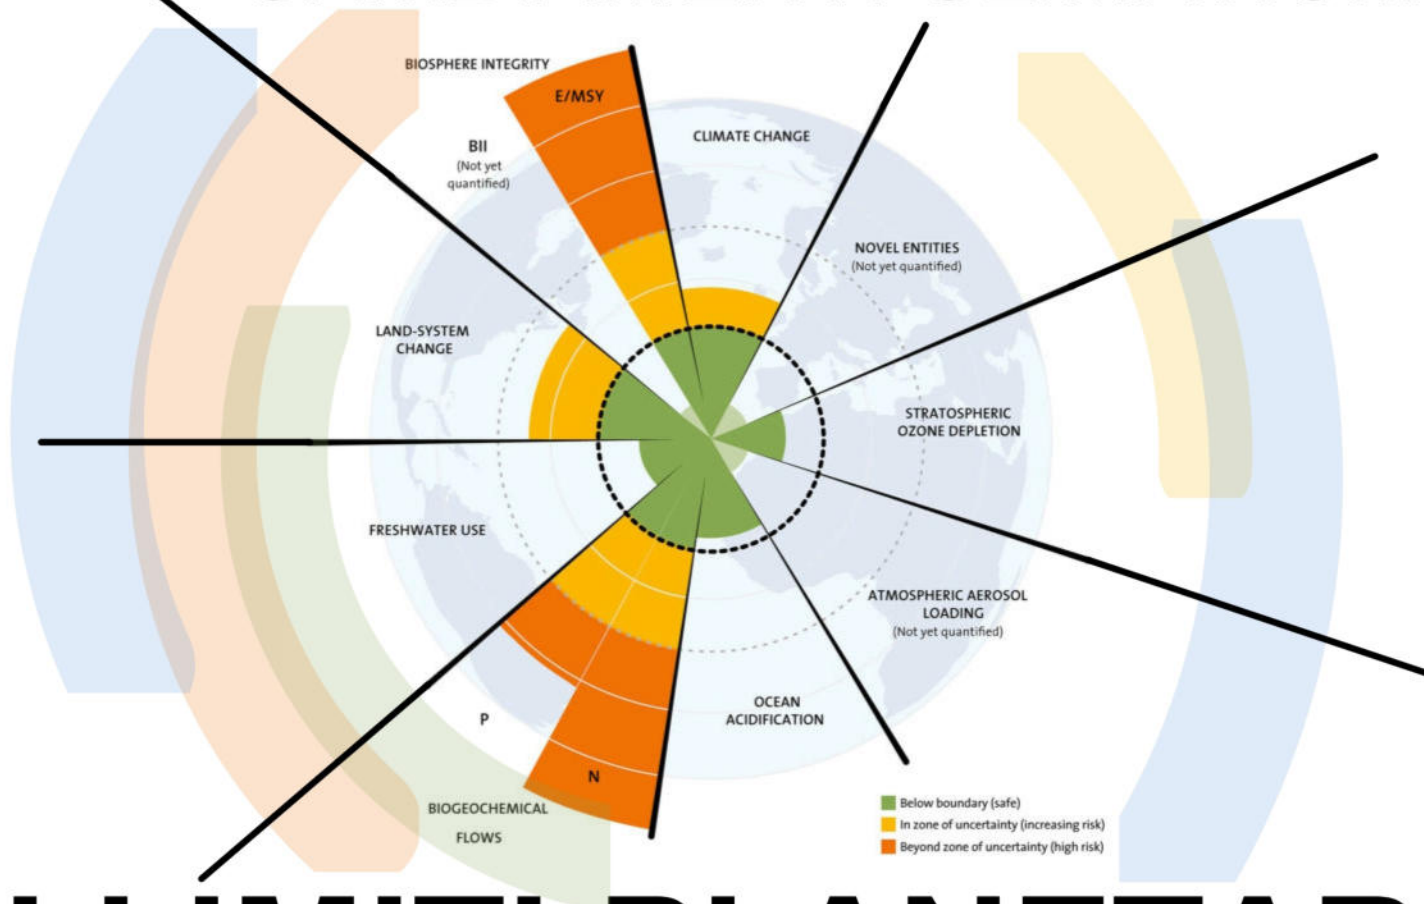 BIOSPHERE INTEGRITY
E/MSY
CLIMATE CHANGE
BII
(Not yet
quantified)
NOVEL ENTITIES
(Not yet quantified)
LAND-SYSTEM
CHANGE
STRATOSPHERIC
OZONE DEPLETION
FRESHWATER USE
ATMOSPHERIC AEROSOL
LOADING
(Not yet quantified)
OCEAN
ACIDIFICATION
P
N
BIOGEOCHEMICAL
FLOWS
Below boundary (safe)
In zone of uncertainty (increasing risk)
Beyond zone of uncertainty (high risk)